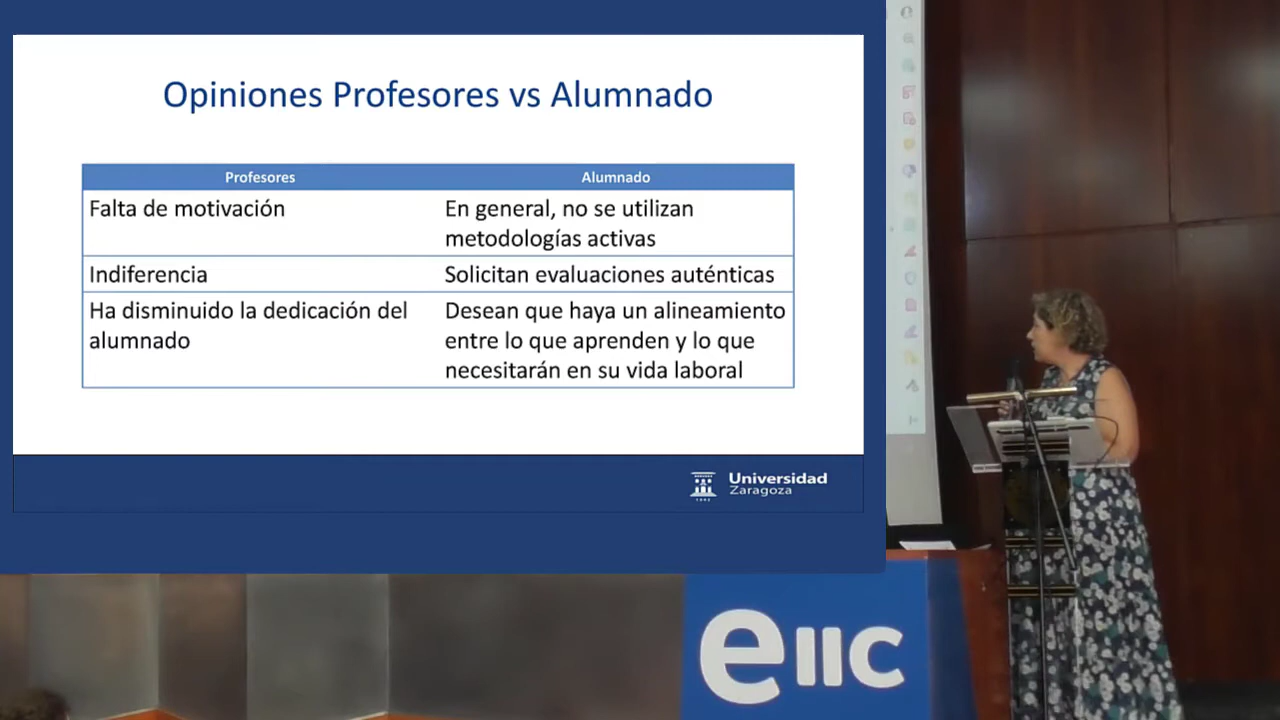 Opiniones Profesores vs Alumnado
Profesores
Alumnado
Falta de motivación
En general, no se utilizan
metodologías activas
Indiferencia
Solicitan evaluaciones auténticas
Ha disminuido la dedicación del
alumnado
Desean que haya un alineamiento
entre lo que aprenden y lo que
necesitarán en su vida laboral
Universidad
Zaragoza
eiic